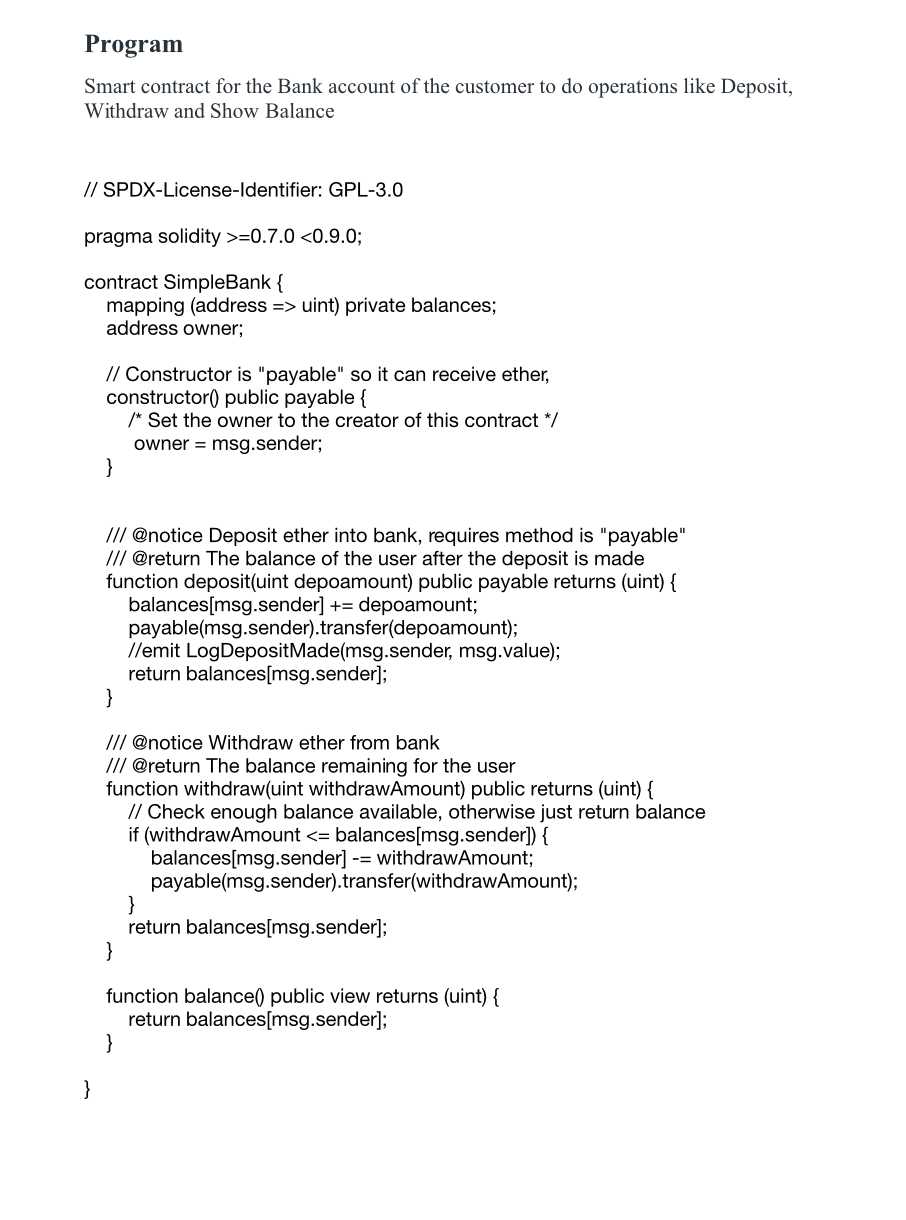 Program
Smart contract for the Bank account of the customer to do operations like Deposit,
Withdraw and Show Balance
// SPDX-License-Identifier: GPL-3.0
pragma solidity >=0.7.0 <0.9.0;
contract SimpleBank {
    mapping (address => uint) private balances;
    address owner;
    // Constructor is "payable" so it can receive ether,
    constructor() public payable {
        /* Set the owner to the creator of this contract */
         owner = msg.sender;
    }
    /// @notice Deposit ether into bank, requires method is "payable"
    /// @return The balance of the user after the deposit is made
    function deposit(uint depoamount) public payable returns (uint) {
        balances[msg.sender] += depoamount;
        payable(msg.sender).transfer(depoamount);
        //emit LogDepositMade(msg.sender, msg.value);
        return balances[msg.sender];
    }
    /// @notice Withdraw ether from bank
    /// @return The balance remaining for the user
    function withdraw(uint withdrawAmount) public returns (uint) {
        // Check enough balance available, otherwise just return balance
        if (withdrawAmount <= balances[msg.sender]) {
            balances[msg.sender] -= withdrawAmount;
            payable(msg.sender).transfer(withdrawAmount);
        }
        return balances[msg.sender];
    }
    function balance() public view returns (uint) {
        return balances[msg.sender];
    }
}